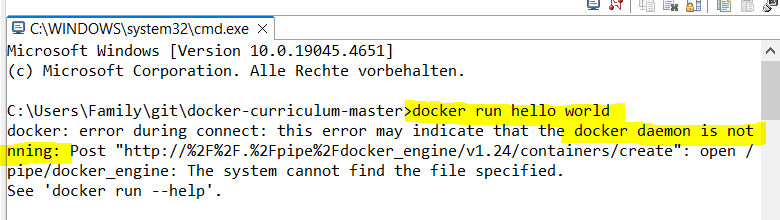 C:\WINDOWS\system32\cmd.exe
Microsoft Windows [Version 10.0.19045.4651]
(c) Microsoft Corporation. Alle Rechte vorbehalten.
C:\Users\Family\git\docker-curriculum-master>docker run hello world
docker: error during connect: this error may indicate that the docker daemon is not
nning: Post "http://%2F%2F.%2Fpipe%2Fdocker_engine/v1.24/containers/create": open /
pipe/docker_engine: The system cannot find the file specified.
See 'docker run --help'.